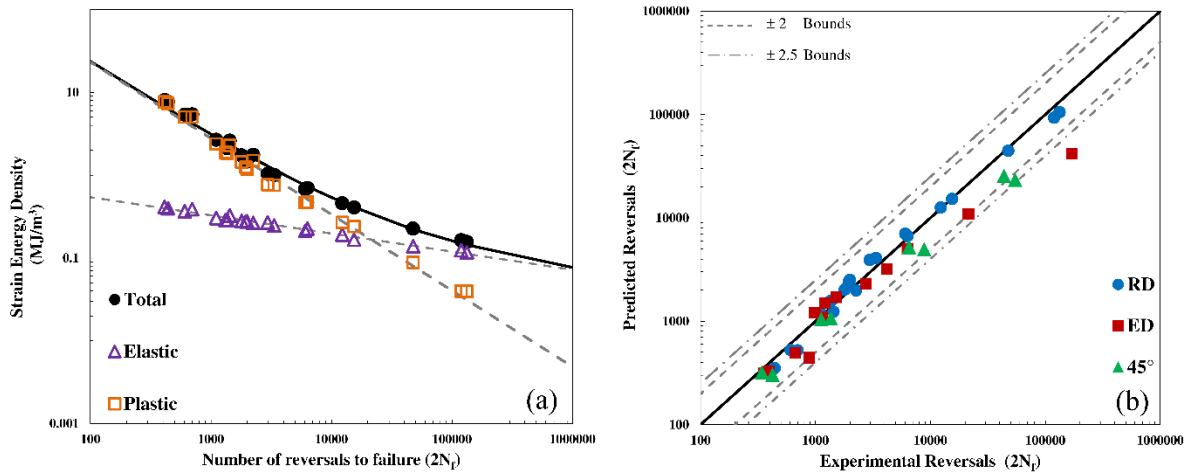 10
0.1
0.001
Strain Energy Density
(MJ/m³)
Total
Elastic
Plastic
(a)
100 1000 10000 100000 1000000
Number of reversals to failure (2Nf)
1000000
100000
10000
1000
100
Predicted Reversals (2Nf)
± 2 Bounds
± 2.5 Bounds
RD
ED
45°
(b)
100 1000 10000 100000 1000000
Experimental Reversals (2Nf)